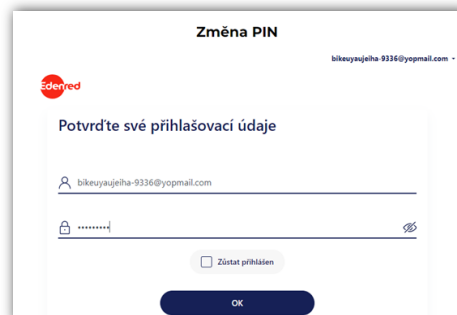 Změna PIN
bikeuyaujeiha-9336@yopmail.com
Edenred
Potvrďte své přihlašovací údaje
bikeuyaujeiha-9336@yopmail.com
•••••••••
Zůstat přihlášen
OK